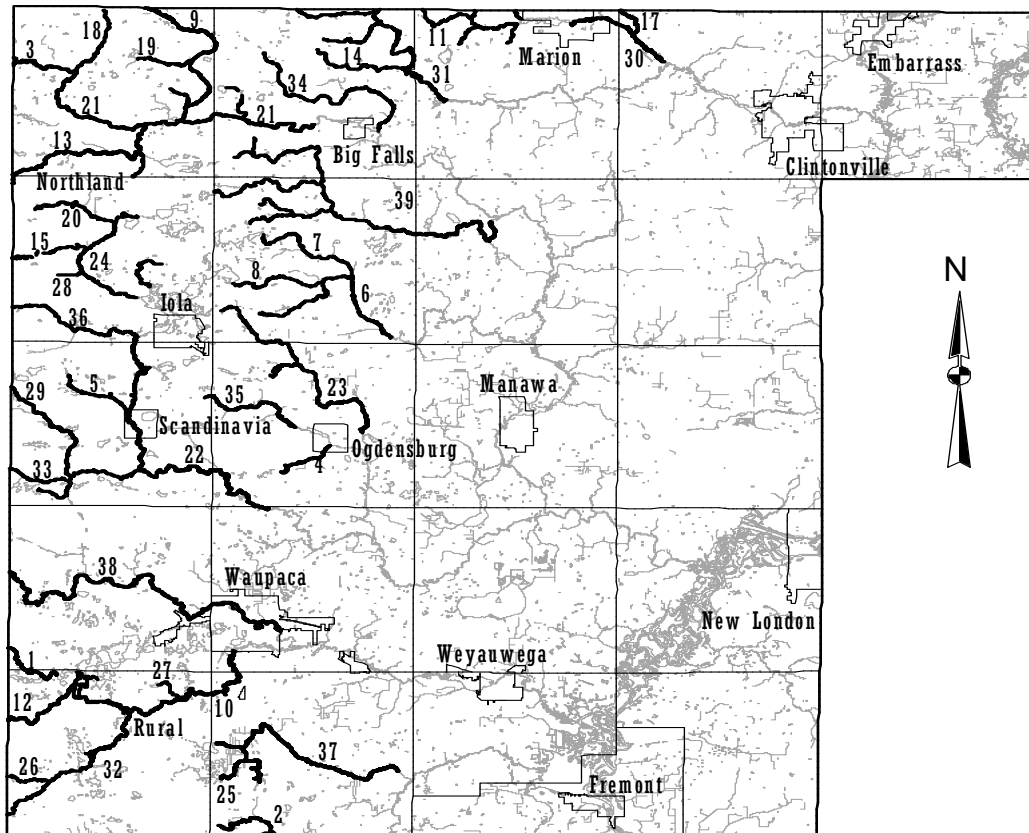 9
17
18
11
3
19
14
Marion
30
Embarrass
34
31
21
21
13
Big Falls
Clintonville
Northland
39
20
7
15
24
8
N
28
6
Iola
36
29
5
35
23
Manawa
Scandinavia
22
4
Ogdensburg
33
38
Waupaca
New London
1
27
Weyauwega
12
10
Rural
32
37
26
25
Fremont
2